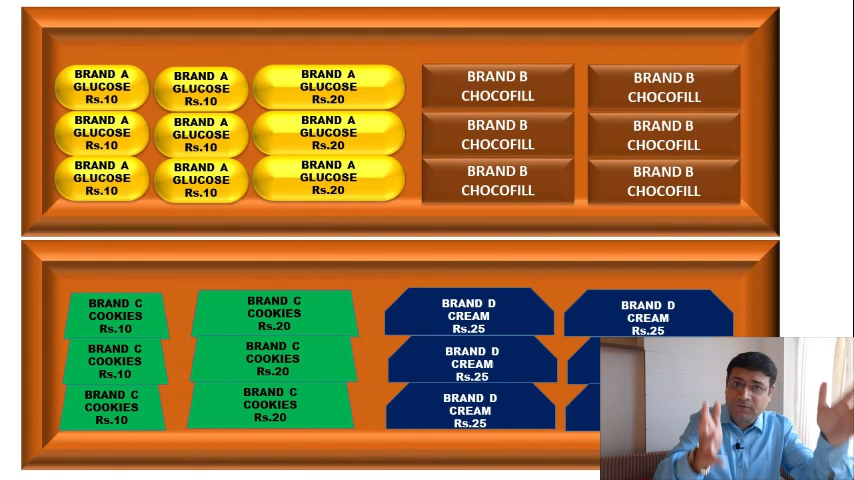 BRAND A
GLUCOSE
Rs.10
BRAND A
GLUCOSE
Rs.10
BRAND A
GLUCOSE
Rs.20
BRAND B
CHOCOFILL
BRAND B
CHOCOFILL
BRAND A
GLUCOSE
Rs.10
BRAND A
GLUCOSE
Rs.10
BRAND A
GLUCOSE
Rs.20
BRAND B
CHOCOFILL
BRAND B
CHOCOFILL
BRAND A
GLUCOSE
Rs.10
BRAND A
GLUCOSE
Rs.10
BRAND A
GLUCOSE
Rs.20
BRAND B
CHOCOFILL
BRAND B
CHOCOFILL
BRAND C
COOKIES
Rs.10
BRAND C
COOKIES
Rs.20
BRAND D
CREAM
Rs.25
BRAND D
CREAM
Rs.25
BRAND C
COOKIES
Rs.10
BRAND C
COOKIES
Rs.20
BRAND D
CREAM
Rs.25
BRAND C
COOKIES
Rs.10
BRAND C
COOKIES
Rs.20
BRAND D
CREAM
Rs.25